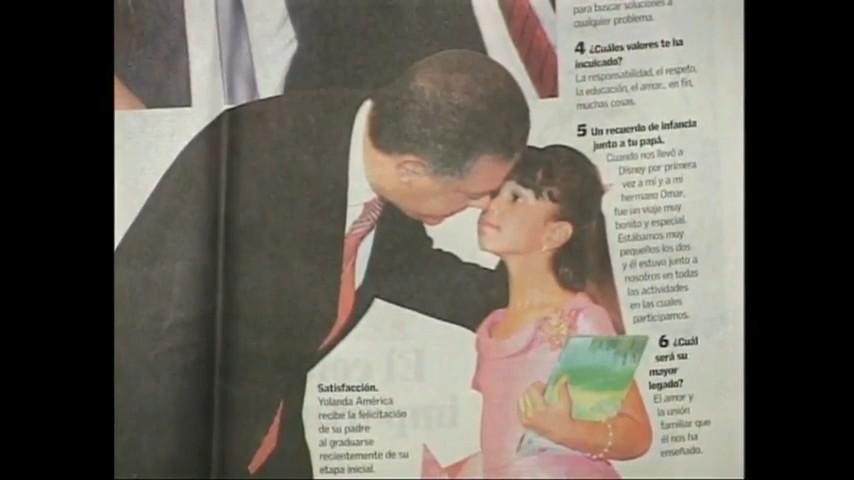 para buscar soluciones a
cualquier problema.
4 ¿Cuáles valores te ha
inculcado?
La responsabilidad, el respeto,
la educación, el amor... en fin,
muchas cosas.
5 Un recuerdo de infancia
junto a tu papá.
Cuando nos llevó a
Disney por primera
vez a mí y a mi
hermano Omar,
fue un viaje muy
bonito y especial.
Estábamos muy
pequeños los dos
y él estuvo junto a
nosotros en todas
las actividades
en las cuales
participamos.
6 ¿Cuál
será su
mayor
legado?
El amor y
la unión
familiar que
él nos ha
enseñado.
Satisfacción.
Yolanda América
recibe la felicitación
de su padre
al graduarse
recientemente de su
etapa inicial.